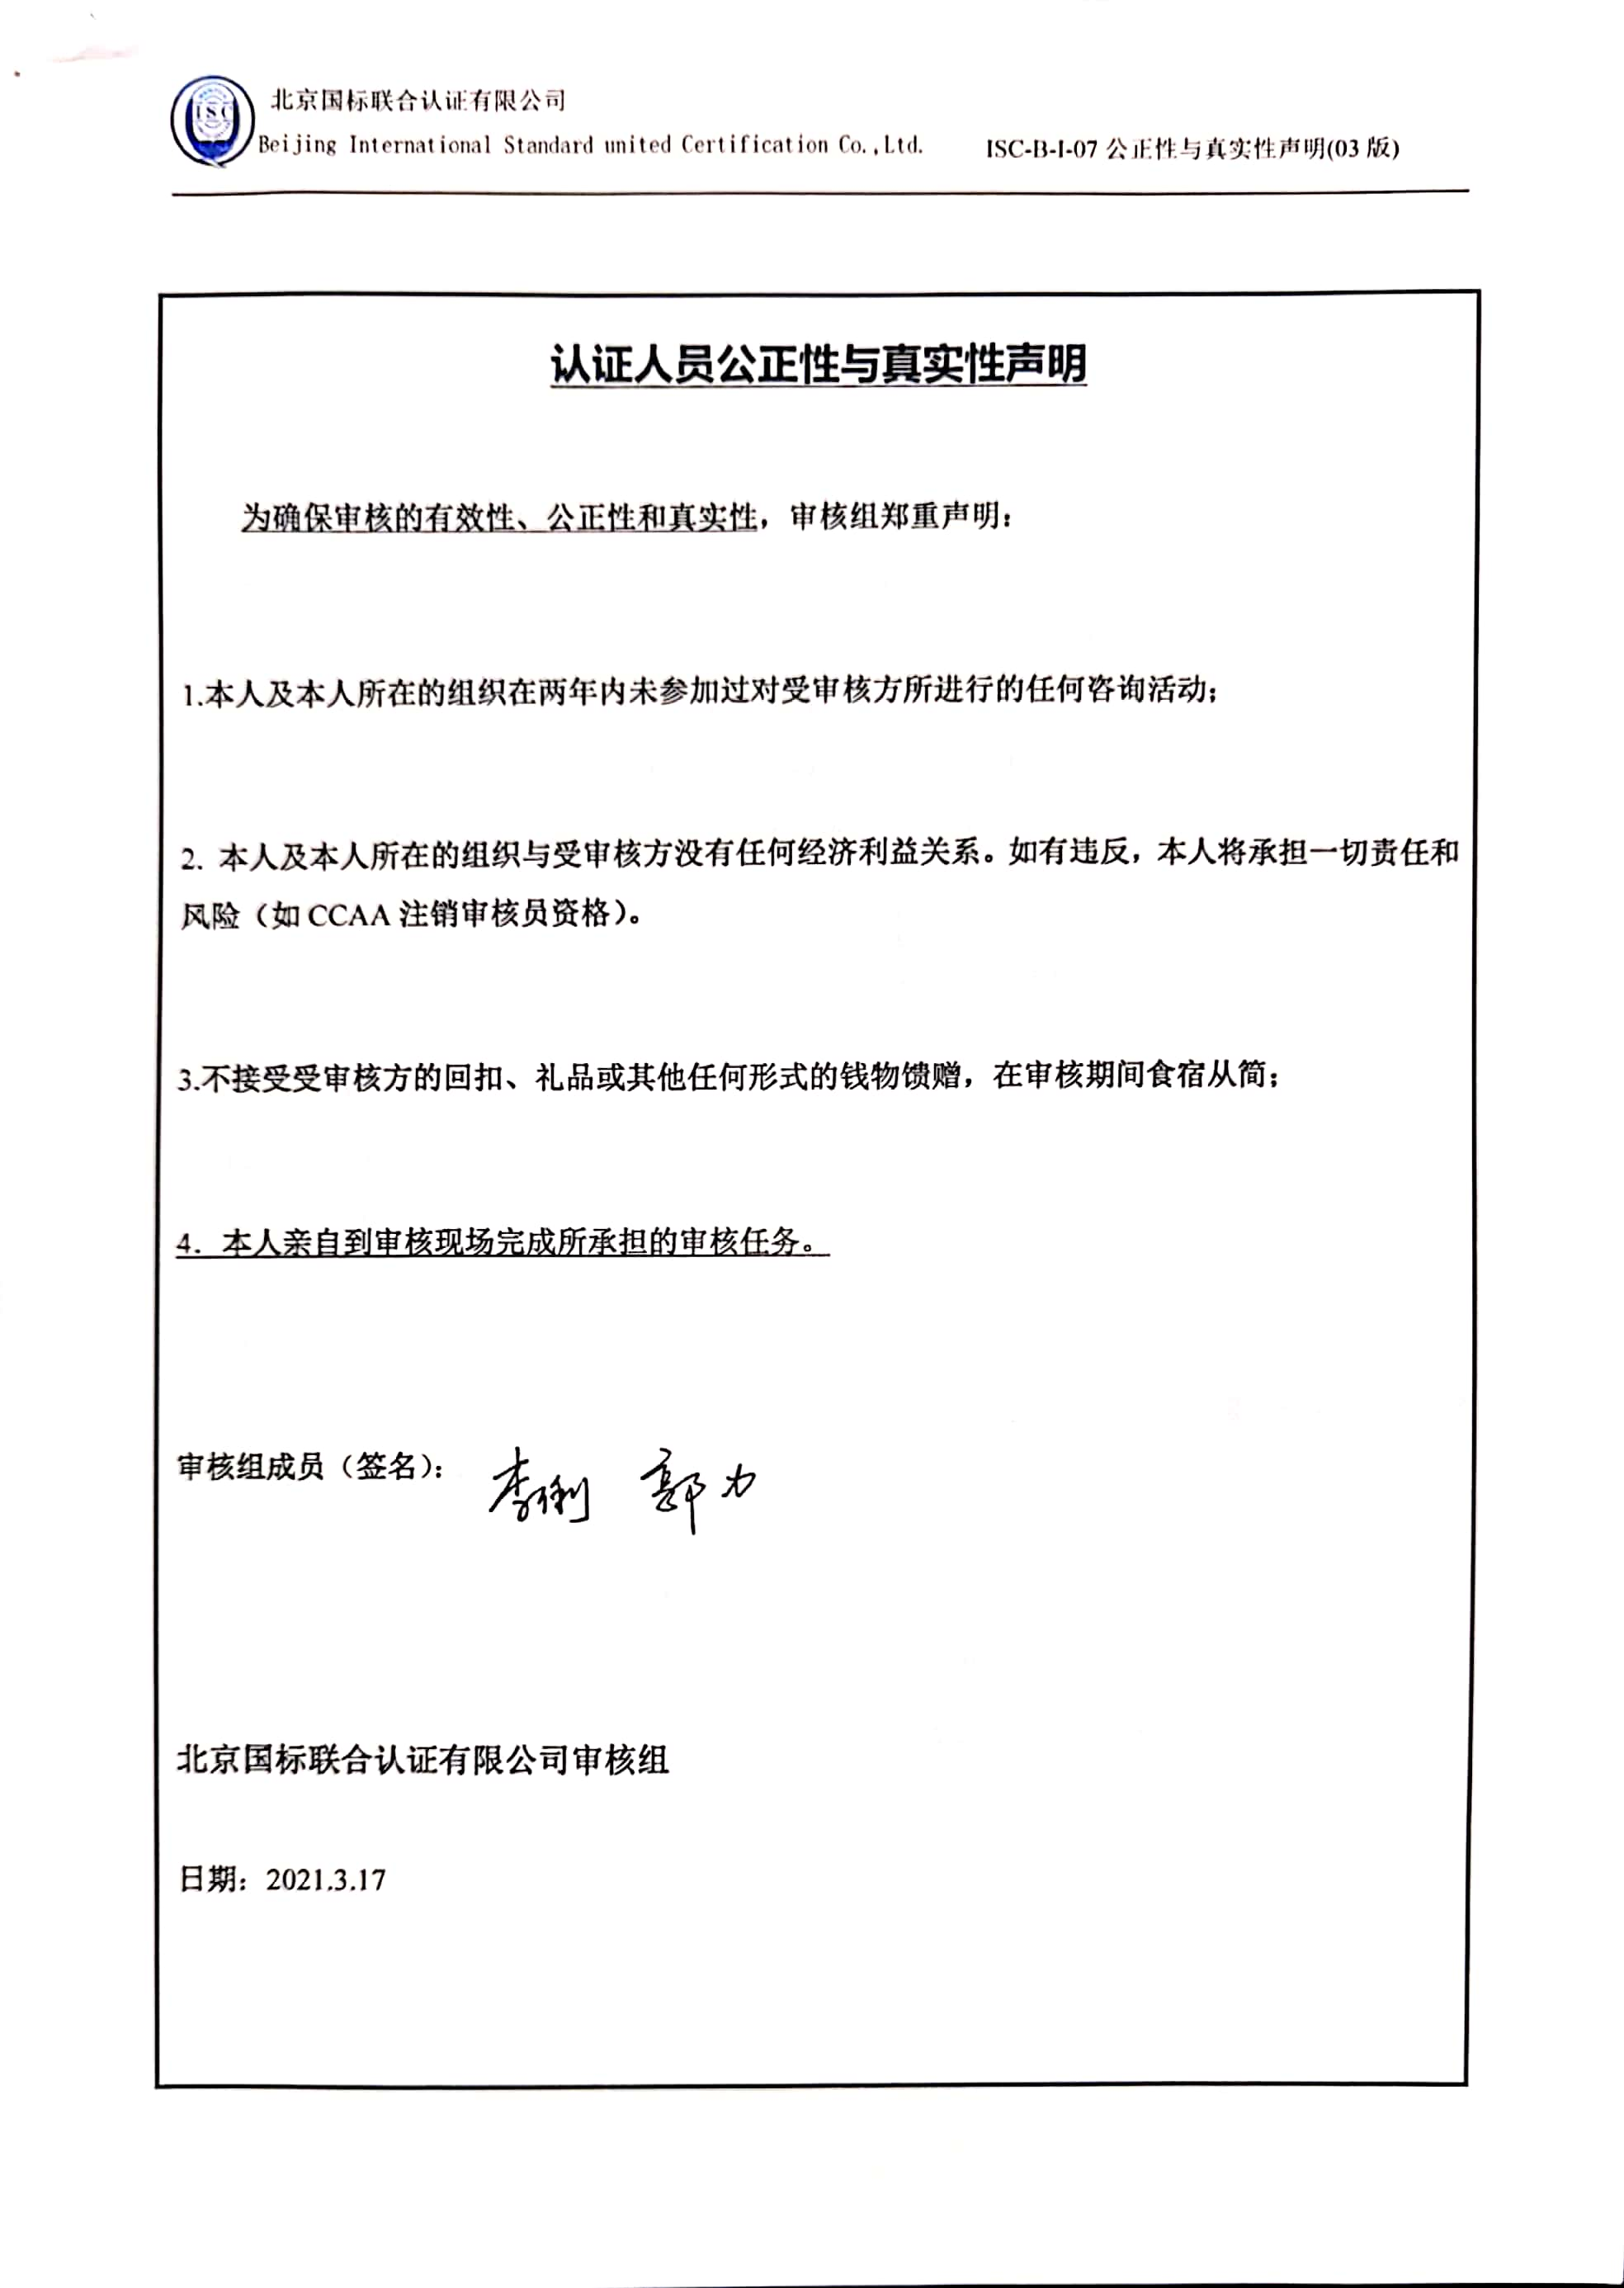 ISC
北京国标联合认证有限公司
Beijing International Standard united Certification Co.,Ltd.
ISC-B-I-07 公正性与真实性声明(03 版)
认证人员公正性与真实性声明
为确保审核的有效性、公正性和真实性，审核组郑重声明：
1.本人及本人所在的组织在两年内未参加过对受审核方所进行的任何咨询活动；
2. 本人及本人所在的组织与受审核方没有任何经济利益关系。如有违反，本人将承担一切责任和
风险（如 CCAA 注销审核员资格）。
3.不接受受审核方的回扣、礼品或其他任何形式的钱物馈赠，在审核期间食宿从简；
4. 本人亲自到审核现场完成所承担的审核任务。
审核组成员（签名）： 李俐 郭力
北京国标联合认证有限公司审核组
日期：2021.3.17